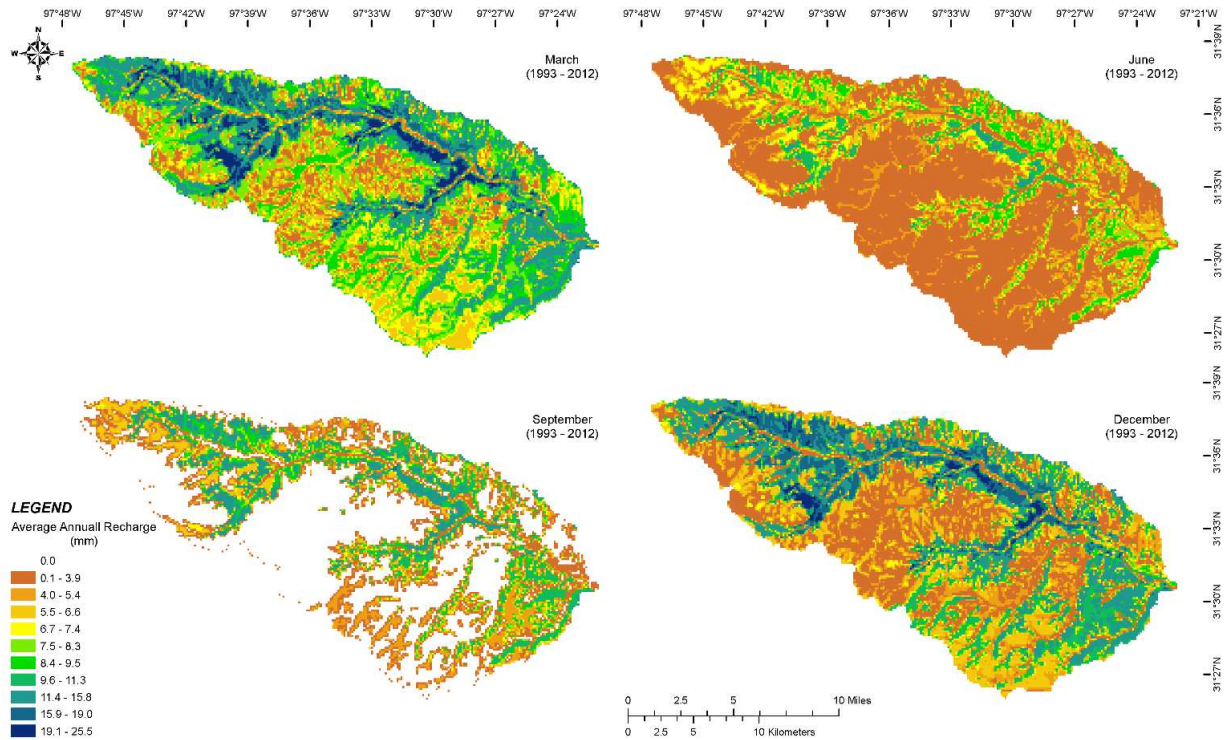 97°48'W 97°45'W 97°42'W 97°39'W 97°36'W 97°33'W 97°30'W 97°27'W 97°24'W
97°48'W 97°45'W 97°42'W 97°39'W 97°36'W 97°33'W 97°30'W 97°27'W 97°24'W 97°21'W
N
W E
S
March
(1993 - 2012)
June
(1993 - 2012)
31°39'N
31°36'N
31°33'N
31°30'N
31°27'N
September
(1993 - 2012)
December
(1993 - 2012)
31°39'N
31°36'N
31°33'N
31°30'N
31°27'N
LEGEND
Average Annuall Recharge
(mm)
0.0
0.1 - 3.9
4.0 - 5.4
5.5 - 6.6
6.7 - 7.4
7.5 - 8.3
8.4 - 9.5
9.6 - 11.3
11.4 - 15.8
15.9 - 19.0
19.1 - 25.5
0 2.5 5 10 Miles
0 2.5 5 10 Kilometers